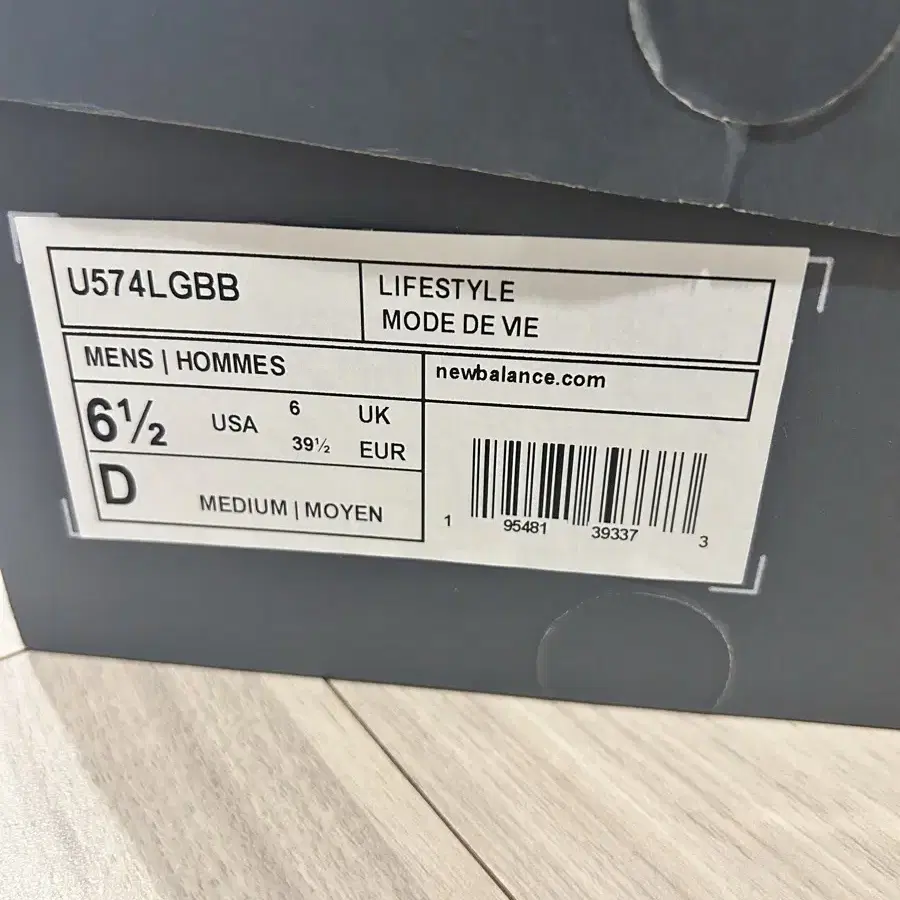 U574LGBB
LIFESTYLE
MODE DE VIE
MENS | HOMMES
newbalance.com
6½ USA 6 UK
39½ EUR
D MEDIUM | MOYEN
1 95481 39337 3